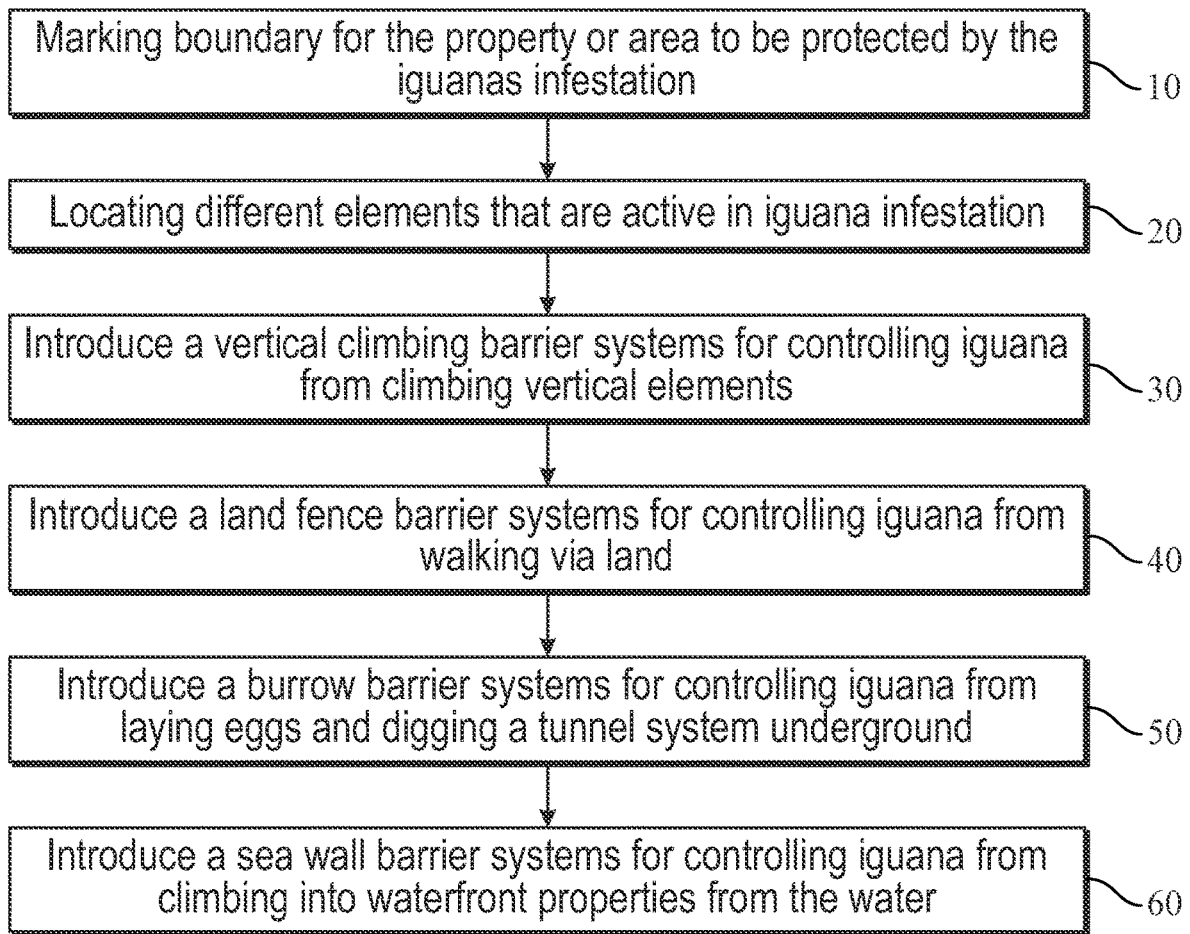 Marking boundary for the property or area to be protected by the
iguanas infestation
10
Locating different elements that are active in iguana infestation
20
Introduce a vertical climbing barrier systems for controlling iguana
from climbing vertical elements
30
Introduce a land fence barrier systems for controlling iguana from
walking via land
40
Introduce a burrow barrier systems for controlling iguana from
laying eggs and digging a tunnel system underground
50
Introduce a sea wall barrier systems for controlling iguana from
climbing into waterfront properties from the water
60